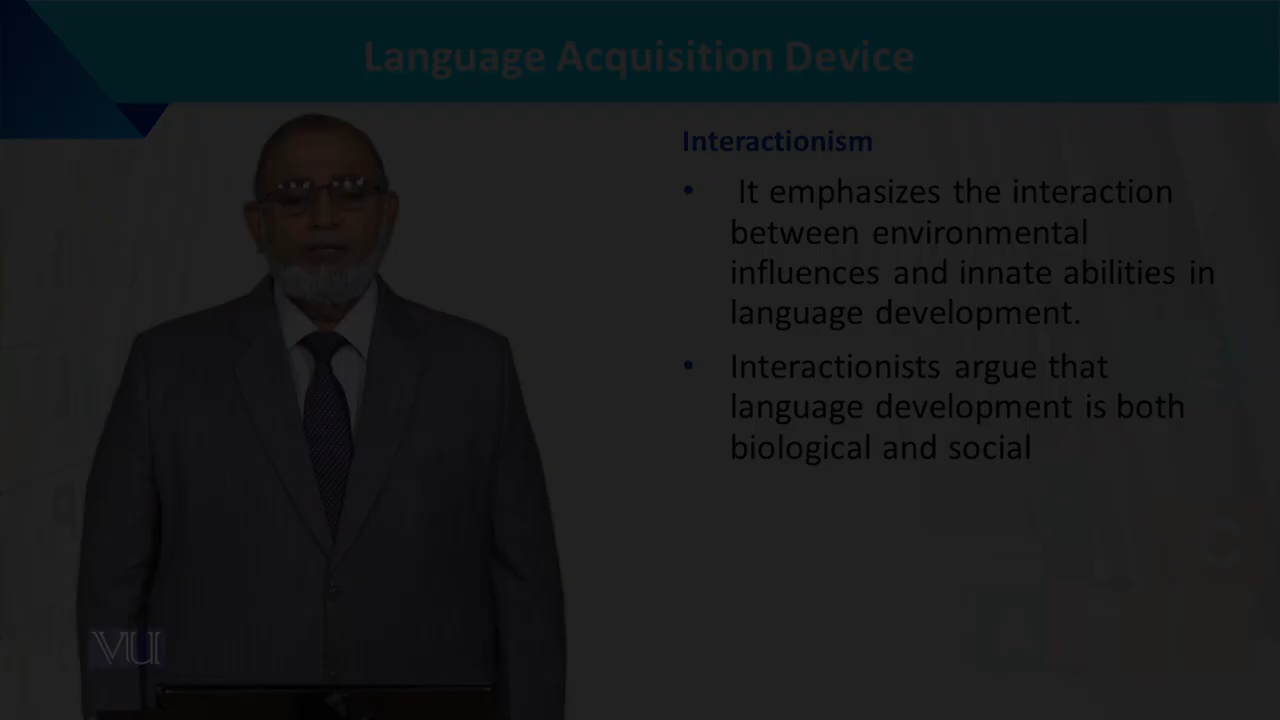 Language Acquisition Device
Interactionism
• It emphasizes the interaction
between environmental
influences and innate abilities in
language development.
• Interactionists argue that
language development is both
biological and social
VU